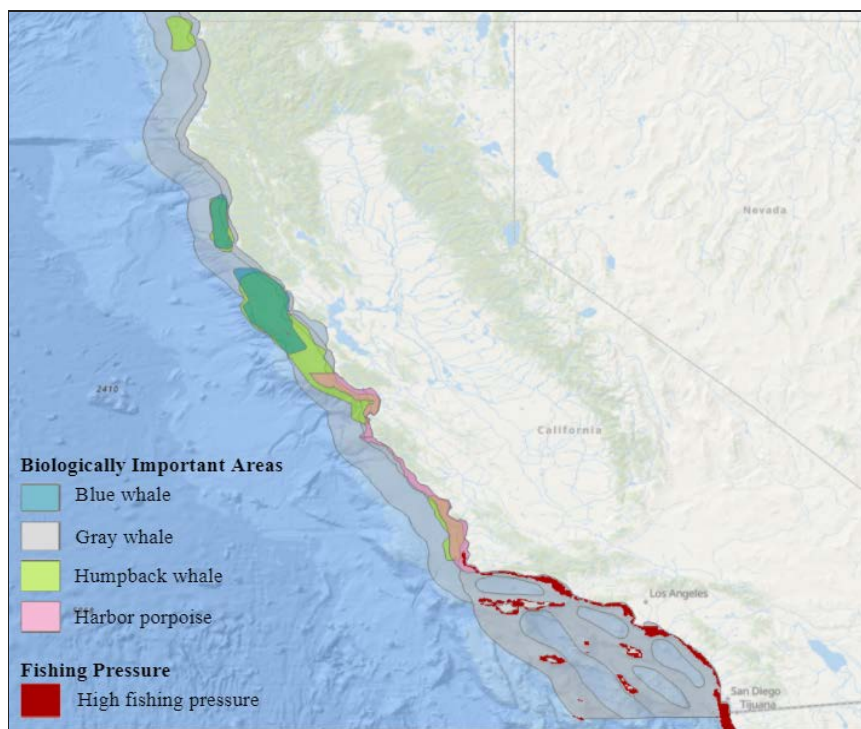 Nevada
2410
California
Biologically Important Areas
Blue whale
Gray whale
Humpback whale
Harbor porpoise
Los Angeles
Fishing Pressure
High fishing pressure
San Diego
Tijuana